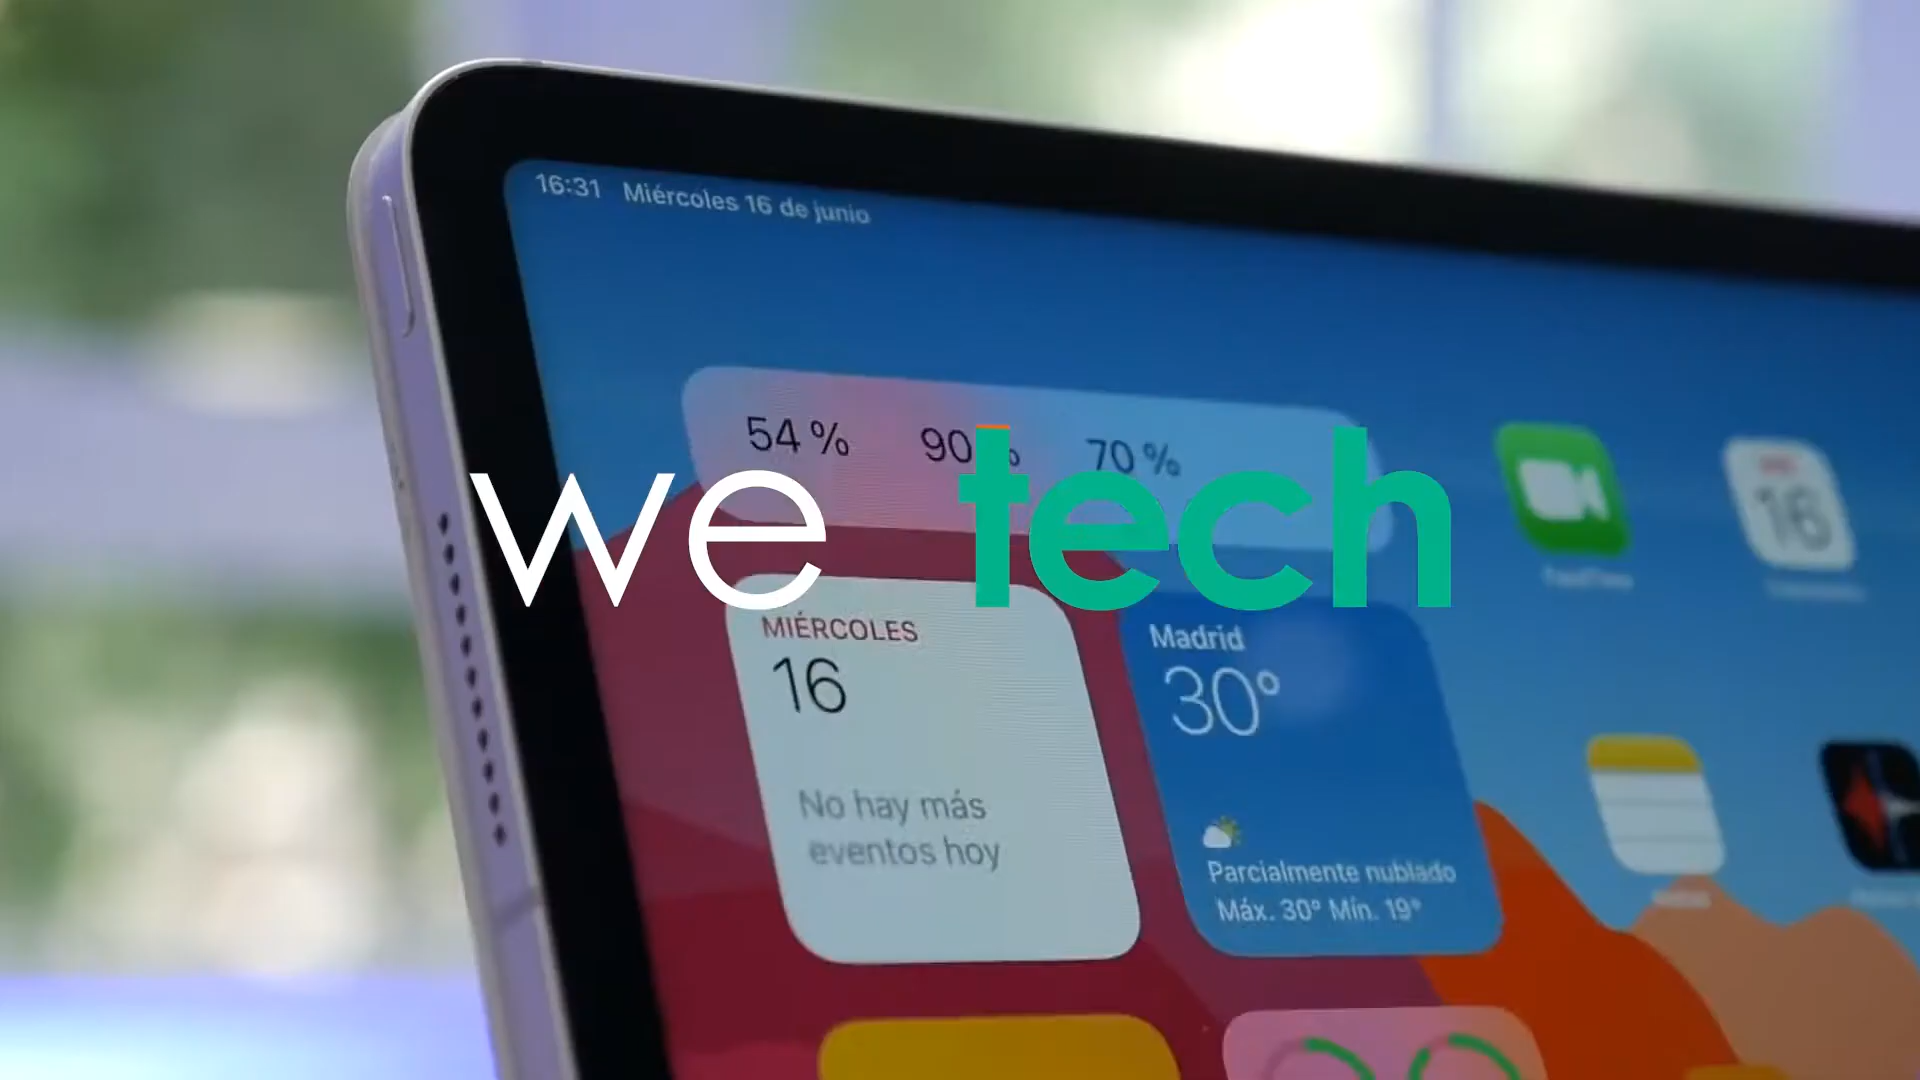 16:31 Miércoles 16 de junio
54 % 90 % 70 %
we tech
16
MIÉRCOLES
16
No hay más
eventos hoy
Madrid
30°
Parcialmente nublado
Máx. 30° Mín. 19°